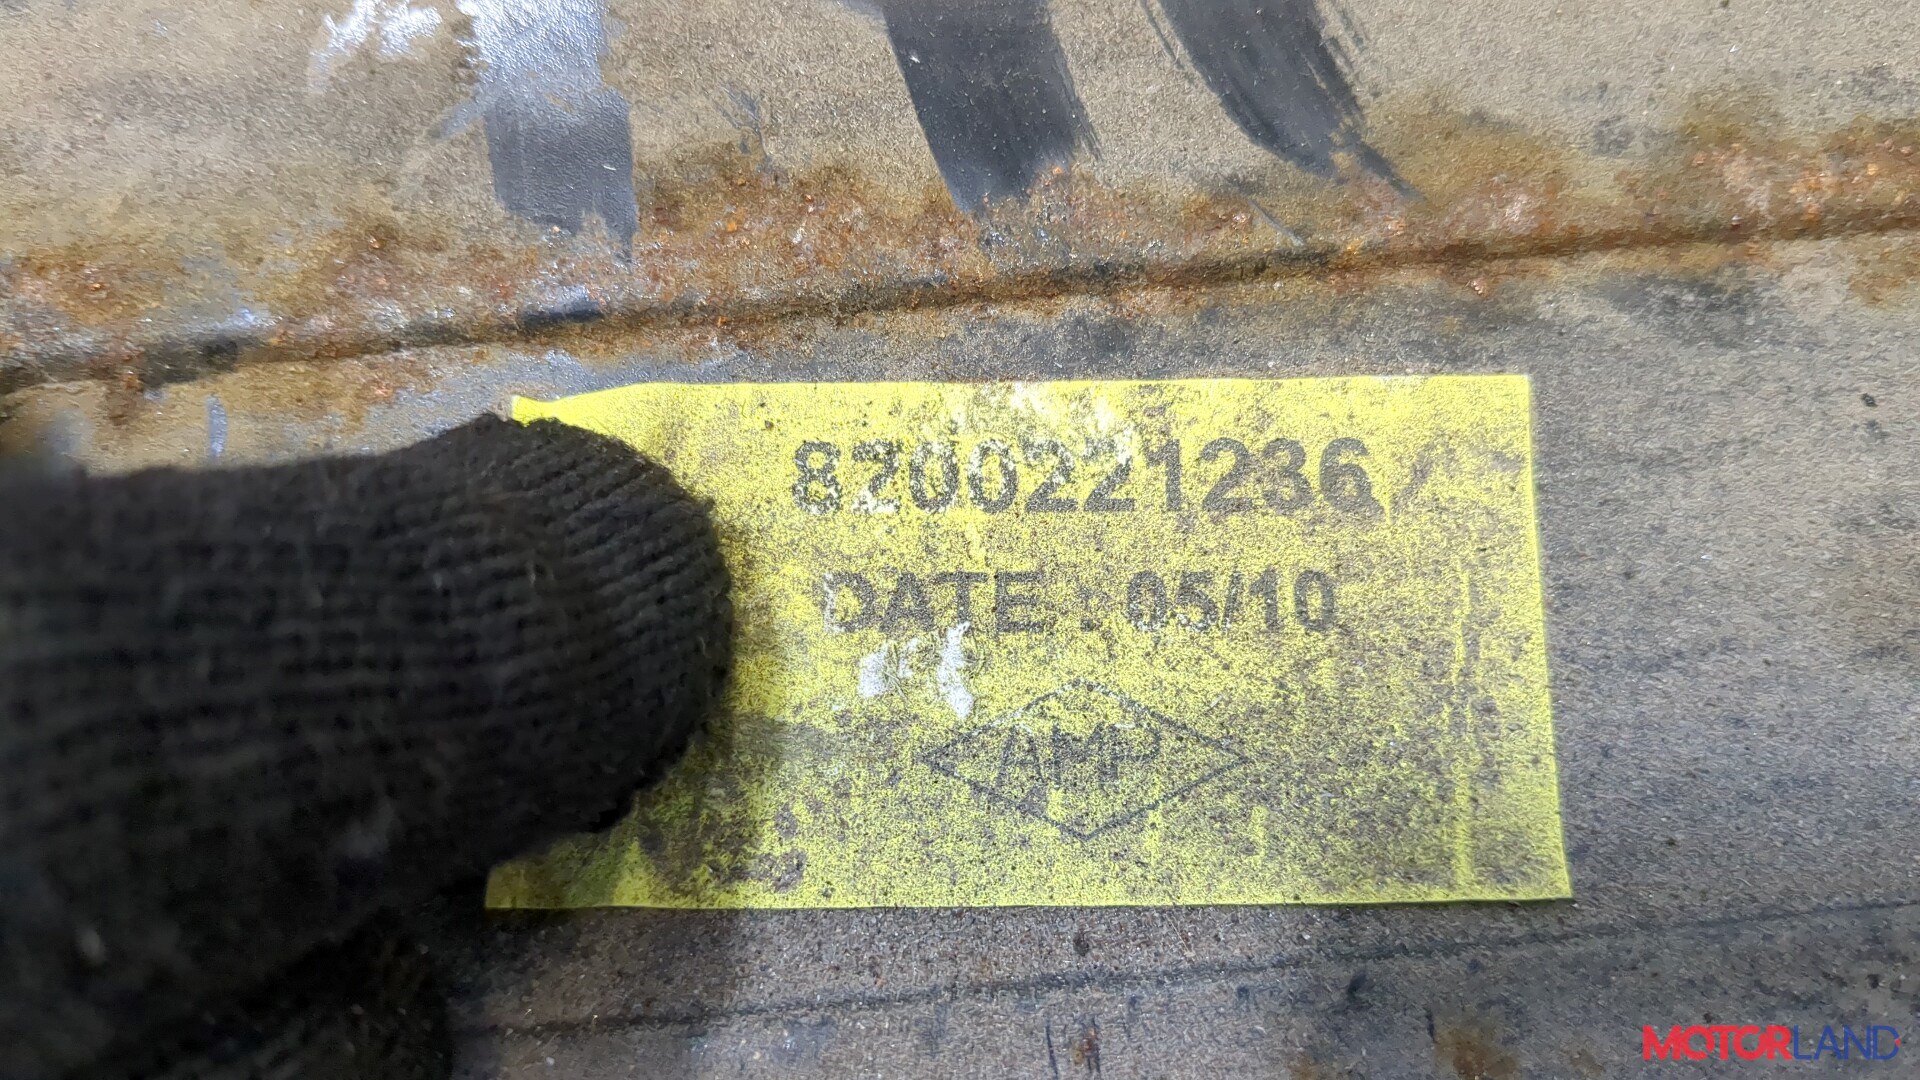 8200221236
DATE : 05/10
AMP
MOTORLAND